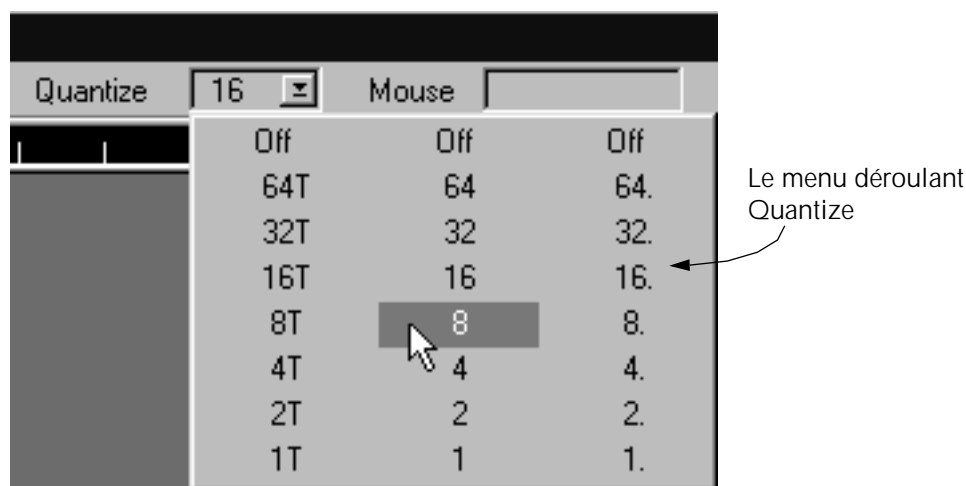 Quantize 16 Mouse
Off Off Off
64T 64 64.
32T 32 32.
16T 16 16.
8T 8 8.
4T 4 4.
2T 2 2.
1T 1 1.
Le menu déroulant
Quantize